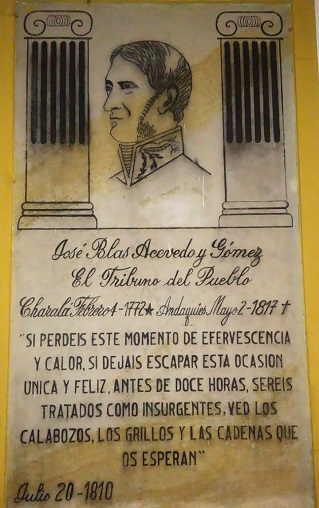 José Blas Acevedo y Gómez
El Tribuno del Pueblo
Charalá Febrero 4-1772★ Andaquies Mayo 2-1817 †
"SI PERDEIS ESTE MOMENTO DE EFERVESCENCIA
Y CALOR, SI DEJAIS ESCAPAR ESTA OCASION
UNICA Y FELIZ, ANTES DE DOCE HORAS, SEREIS
TRATADOS COMO INSURGENTES, VED LOS
CALABOZOS, LOS GRILLOS Y LAS CADENAS QUE
OS ESPERAN"
Julio 20-1810